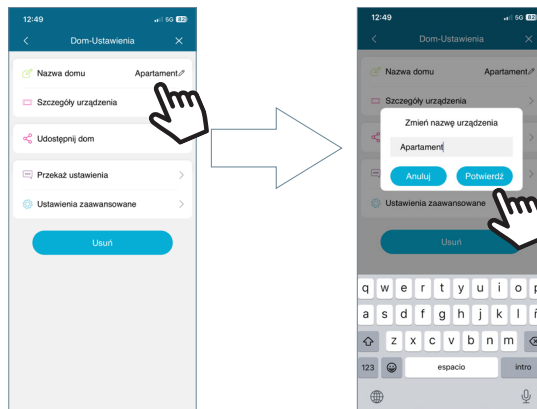 12:49
5G 82
Dom-Ustawienia
Nazwa domu Apartament
Szczegóły urządzenia
Udostępnij dom
Przekaż ustawienia
Ustawienia zaawansowane
Usuń
12:49
5G 82
Dom-Ustawienia
Nazwa domu Apartament
Szczegóły urządzenia
Zmień nazwę urządzenia
Apartament
Anuluj Potwierdź
Ustawienia zaawansowane
Usuń
q w e r t y u i o p
a s d f g h j k l ñ
z x c v b n m
123 espacio intro